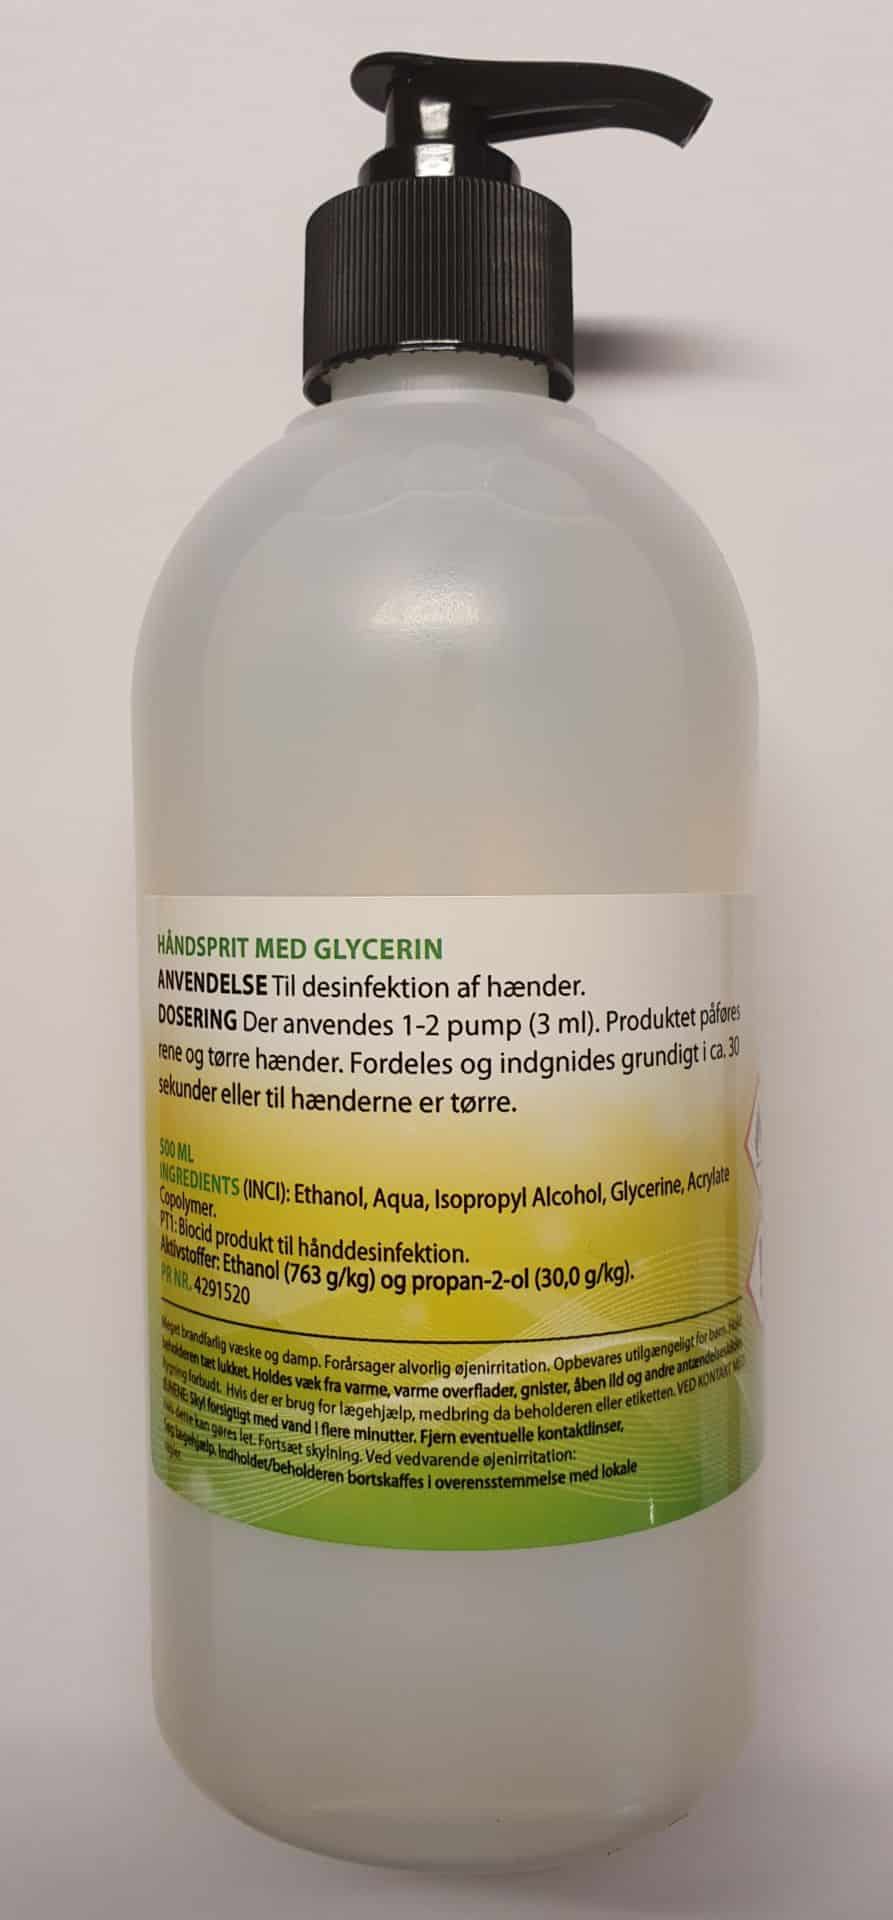 HÅNDSPRIT MED GLYCERIN
ANVENDELSE Til desinfektion af hænder.
DOSERING Der anvendes 1-2 pump (3 ml). Produktet påføres
rene og tørre hænder. Fordeles og indgnides grundigt i ca. 30
sekunder eller til hænderne er tørre.
500 ML
INGREDIENTS (INCI): Ethanol, Aqua, Isopropyl Alcohol, Glycerine, Acrylate
Copolymer.
PT1: Biocid produkt til hånddesinfektion.
Aktivstoffer: Ethanol (763 g/kg) og propan-2-ol (30,0 g/kg).
PR NR. 4291520
Meget brandfarlig væske og damp. Forårsager alvorlig øjenirritation. Opbevares utilgængeligt for børn. Hold
beholderen tæt lukket. Holdes væk fra varme, varme overflader, gnister, åben ild og andre antændelseskilder.
Rygning forbudt. Hvis der er brug for lægehjælp, medbring da beholderen eller etiketten. VED KONTAKT MED
ØJNENE: Skyl forsigtigt med vand i flere minutter. Fjern eventuelle kontaktlinser,
hvis dette kan gøres let. Fortsæt skylning. Ved vedvarende øjenirritation:
Søg lægehjælp. Indholdet/beholderen bortskaffes i overensstemmelse med lokale
regler.